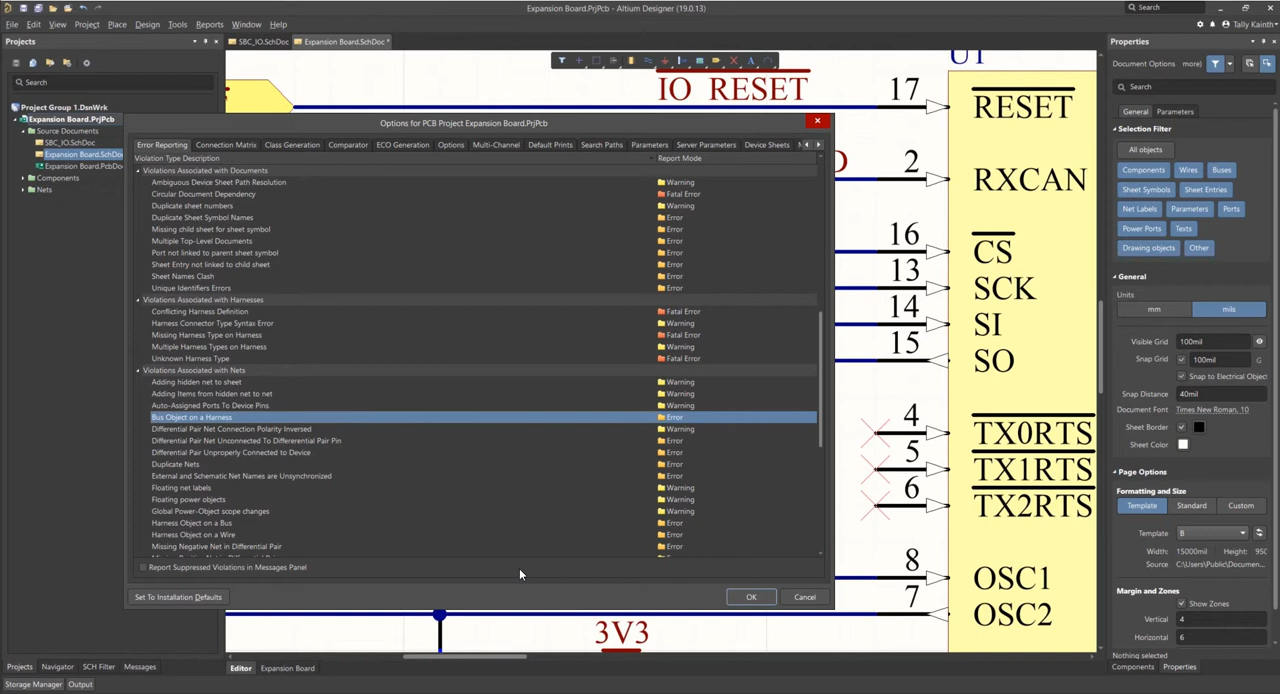 Expansion Board.PrjPcb - Altium Designer (19.0.13)
Search
File Edit View Project Place Design Tools Reports Window Help
Tally Kainth
Projects
SBC_IO.SchDoc
Expansion Board.SchDoc *
Properties
Document Options
more)
Search
Search
Project Group 1.DsnWrk
Expansion Board.PrjPcb
Source Documents
SBC_IO.SchDoc
Expansion Board.SchDoc
Expansion Board.PcbDoc
Components
Nets
Options for PCB Project Expansion Board.PrjPcb
Error Reporting Connection Matrix Class Generation Comparator ECO Generation Options Multi-Channel Default Prints Search Paths Parameters Server Parameters Device Sheets
Violation Type Description Report Mode
Violations Associated with Documents
Ambiguous Device Sheet Path Resolution Warning
Circular Document Dependency Fatal Error
Duplicate sheet numbers Warning
Duplicate Sheet Symbol Names Error
Missing child sheet for sheet symbol Error
Multiple Top-Level Documents Error
Port not linked to parent sheet symbol Error
Sheet Entry not linked to child sheet Error
Sheet Names Clash Error
Unique Identifiers Errors Error
Violations Associated with Harnesses
Conflicting Harness Definition Fatal Error
Harness Connector Type Syntax Error Warning
Missing Harness Type on Harness Fatal Error
Multiple Harness Types on Harness Warning
Unknown Harness Type Fatal Error
Violations Associated with Nets
Adding hidden net to sheet Warning
Adding Items from hidden net to net Warning
Auto-Assigned Ports To Device Pins Warning
Bus Object on a Harness Error
Differential Pair Net Connection Polarity Inversed Warning
Differential Pair Net Unconnected To Differerential Pair Pin Error
Differential Pair Unproperly Connected to Device Error
Duplicate Nets Error
External and Schematic Net Names are Unsynchronized Error
Floating net labels Warning
Floating power objects Warning
Global Power-Object scope changes Warning
Harness Object on a Bus Error
Harness Object on a Wire Error
Missing Negative Net in Differential Pair Error
Report Suppressed Violations in Messages Panel
Set To Installation Defaults
OK
Cancel
U1
IO RESET
17 RESET
2 RXCAN
16 CS
13 SCK
14 SI
15 SO
4 TX0RTS
5 TX1RTS
6 TX2RTS
8 OSC1
7 OSC2
3V3
General Parameters
Selection Filter
All objects
Components Wires Buses
Sheet Symbols Sheet Entries
Net Labels Parameters Ports
Power Ports Texts
Drawing objects Other
General
Units
mm mils
Visible Grid 100mil
Snap Grid 100mil G
Snap to Electrical Object
Snap Distance 40mil
Document Font Times New Roman, 10
Sheet Border
Sheet Color
Page Options
Formatting and Size
Template Standard Custom
Template B
Width: 15000mil Height: 950
Source: C:\Users\Public\Documen...
Margin and Zones
Show Zones
Vertical 4
Horizontal 6
Nothing selected
Components Properties
Projects Navigator SCH Filter Messages
Editor Expansion Board
Storage Manager Output